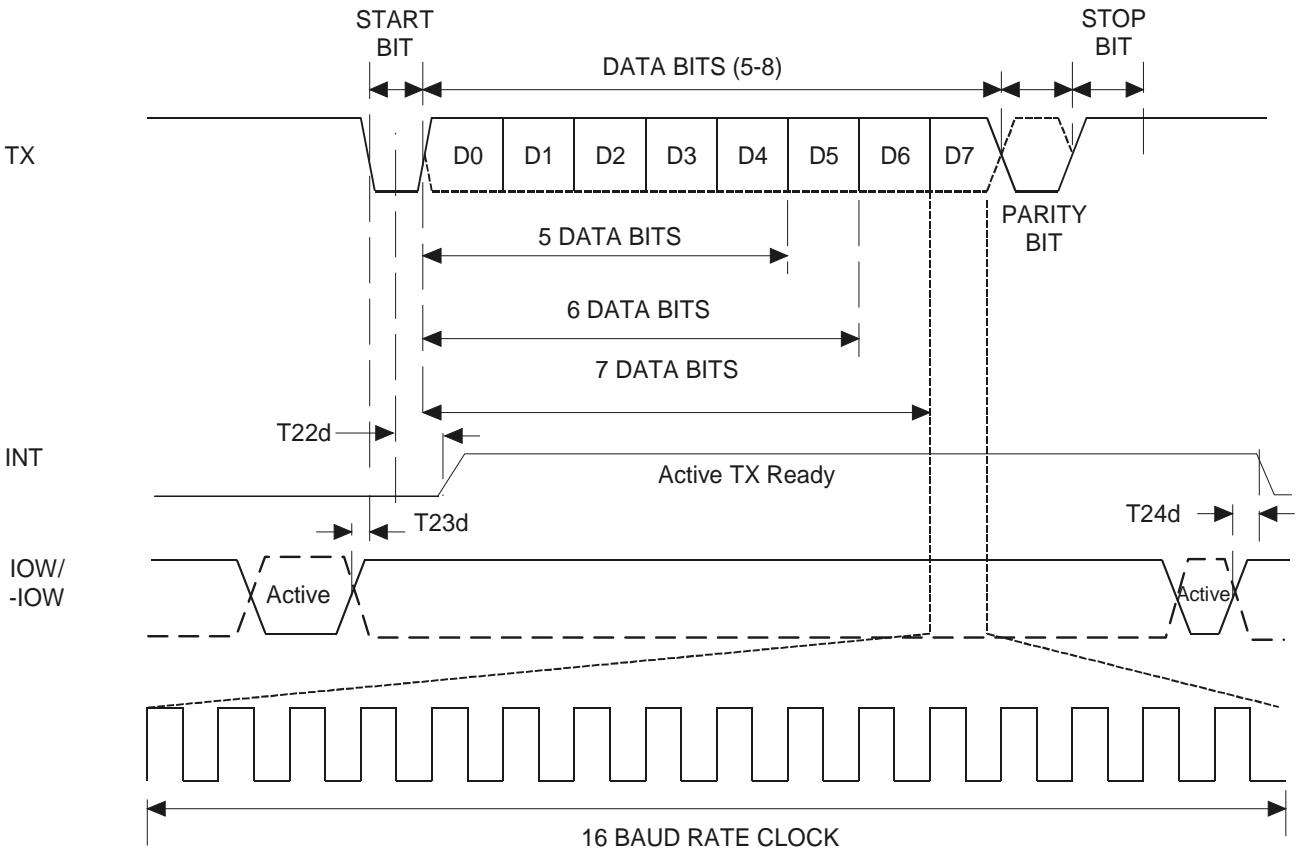 START
BIT
DATA BITS (5-8)
STOP
BIT
TX
D0 D1 D2 D3 D4 D5 D6 D7
PARITY
BIT
5 DATA BITS
6 DATA BITS
7 DATA BITS
T22d
INT
Active TX Ready
T23d
T24d
IOW/
-IOW
Active
Active
16 BAUD RATE CLOCK